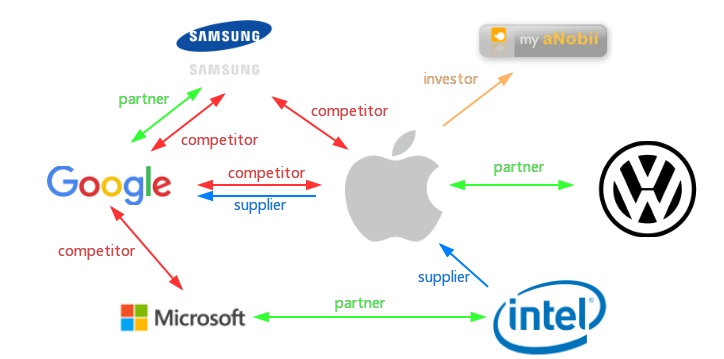 SAMSUNG
SAMSUNG
my aNobii
investor
partner
competitor
competitor
Google
competitor
supplier
partner
competitor
supplier
Microsoft
partner
intel